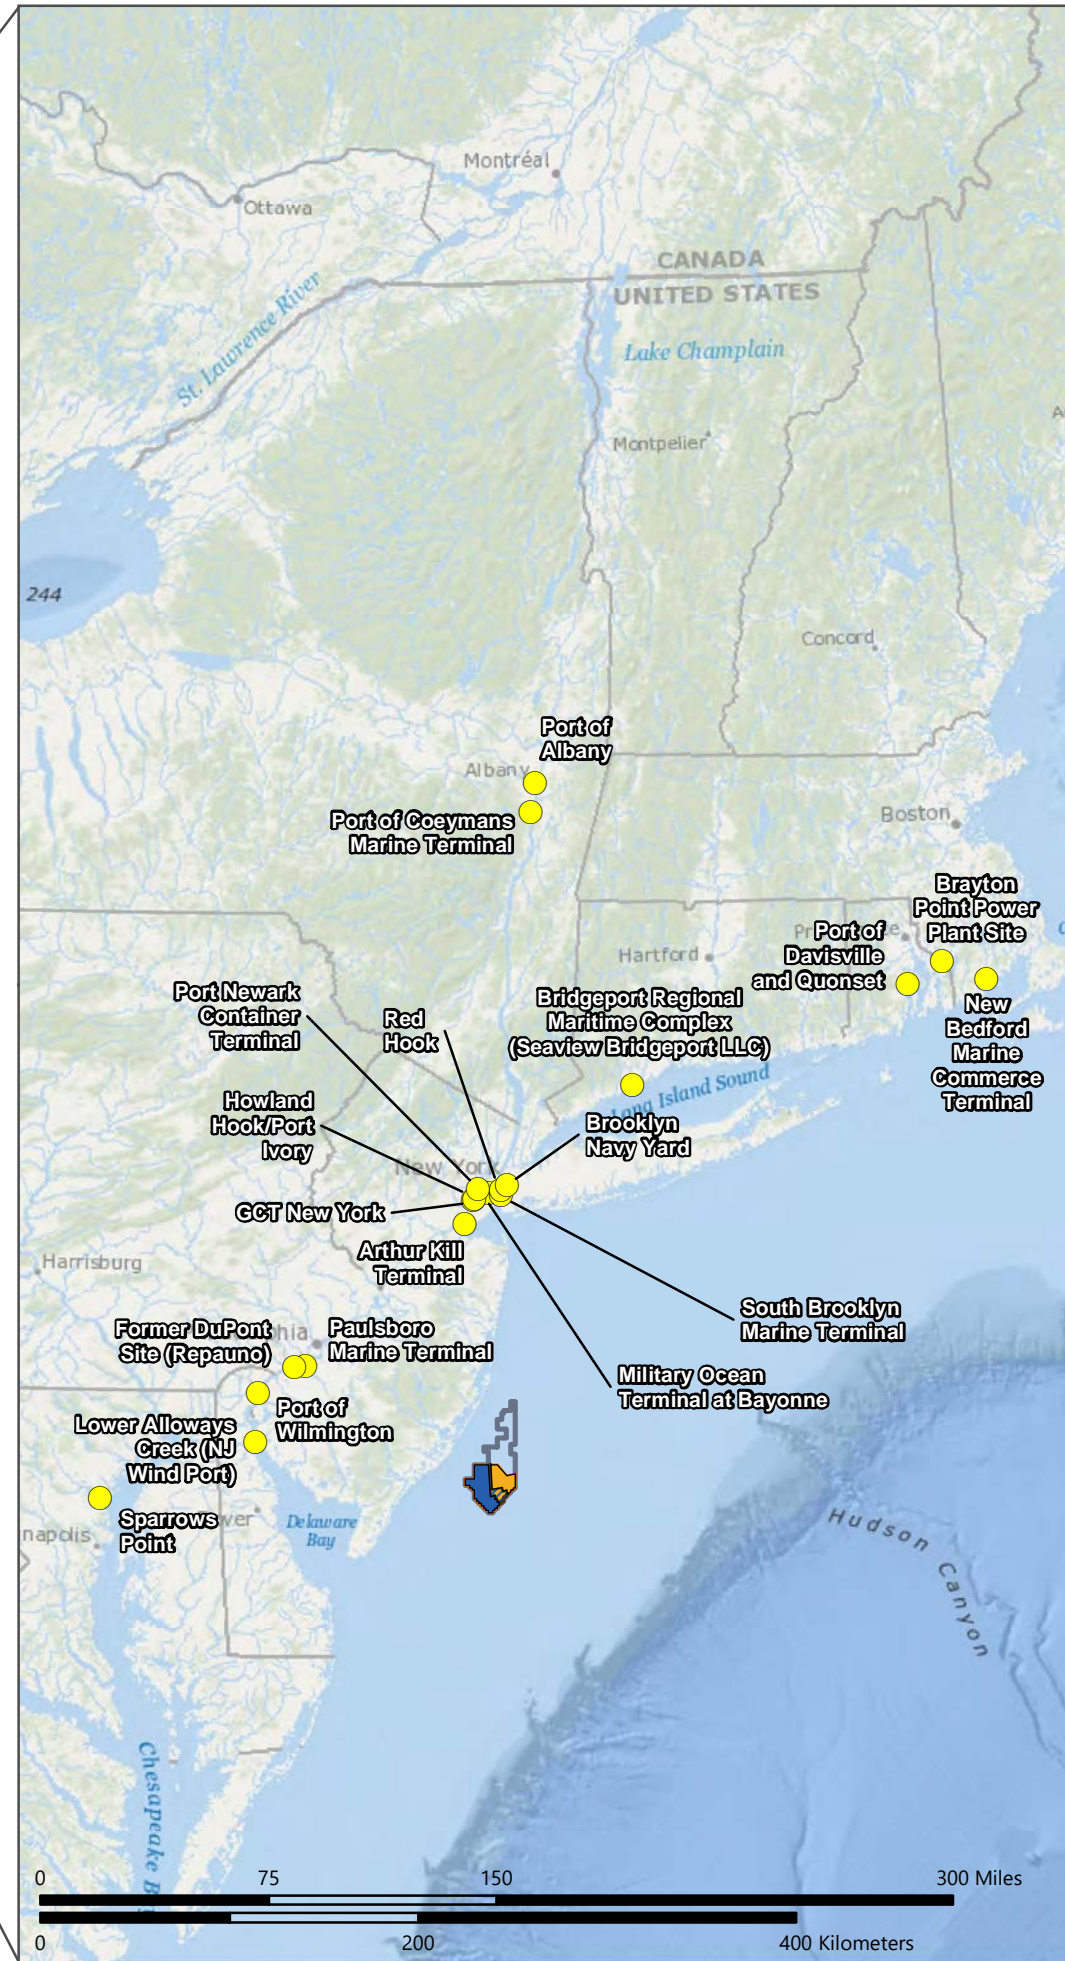 Montréal
Ottawa
CANADA
UNITED STATES
St. Lawrence River
Lake Champlain
Montpelier
244
Concord
Port of
Albany
Albany
Port of Coeymans
Marine Terminal
Boston
Brayton
Point Power
Plant Site
Port of
Davisville
and Quonset
Hartford
New
Bedford
Marine
Commerce
Terminal
Port Newark
Container
Terminal
Red
Hook
Bridgeport Regional
Maritime Complex
(Seaview Bridgeport LLC)
Long Island Sound
Howland
Hook/Port
Ivory
Brooklyn
Navy Yard
New York
GCT New York
Arthur Kill
Terminal
Harrisburg
South Brooklyn
Marine Terminal
Former DuPont
Site (Repauno)
Paulsboro
Marine Terminal
Military Ocean
Terminal at Bayonne
Port of
Wilmington
Lower Alloways
Creek (NJ
Wind Port)
Sparrows
Point
napolis
Delaware
Bay
Hudson Canyon
Chesapeake B
0 75 150 300 Miles
0 200 400 Kilometers